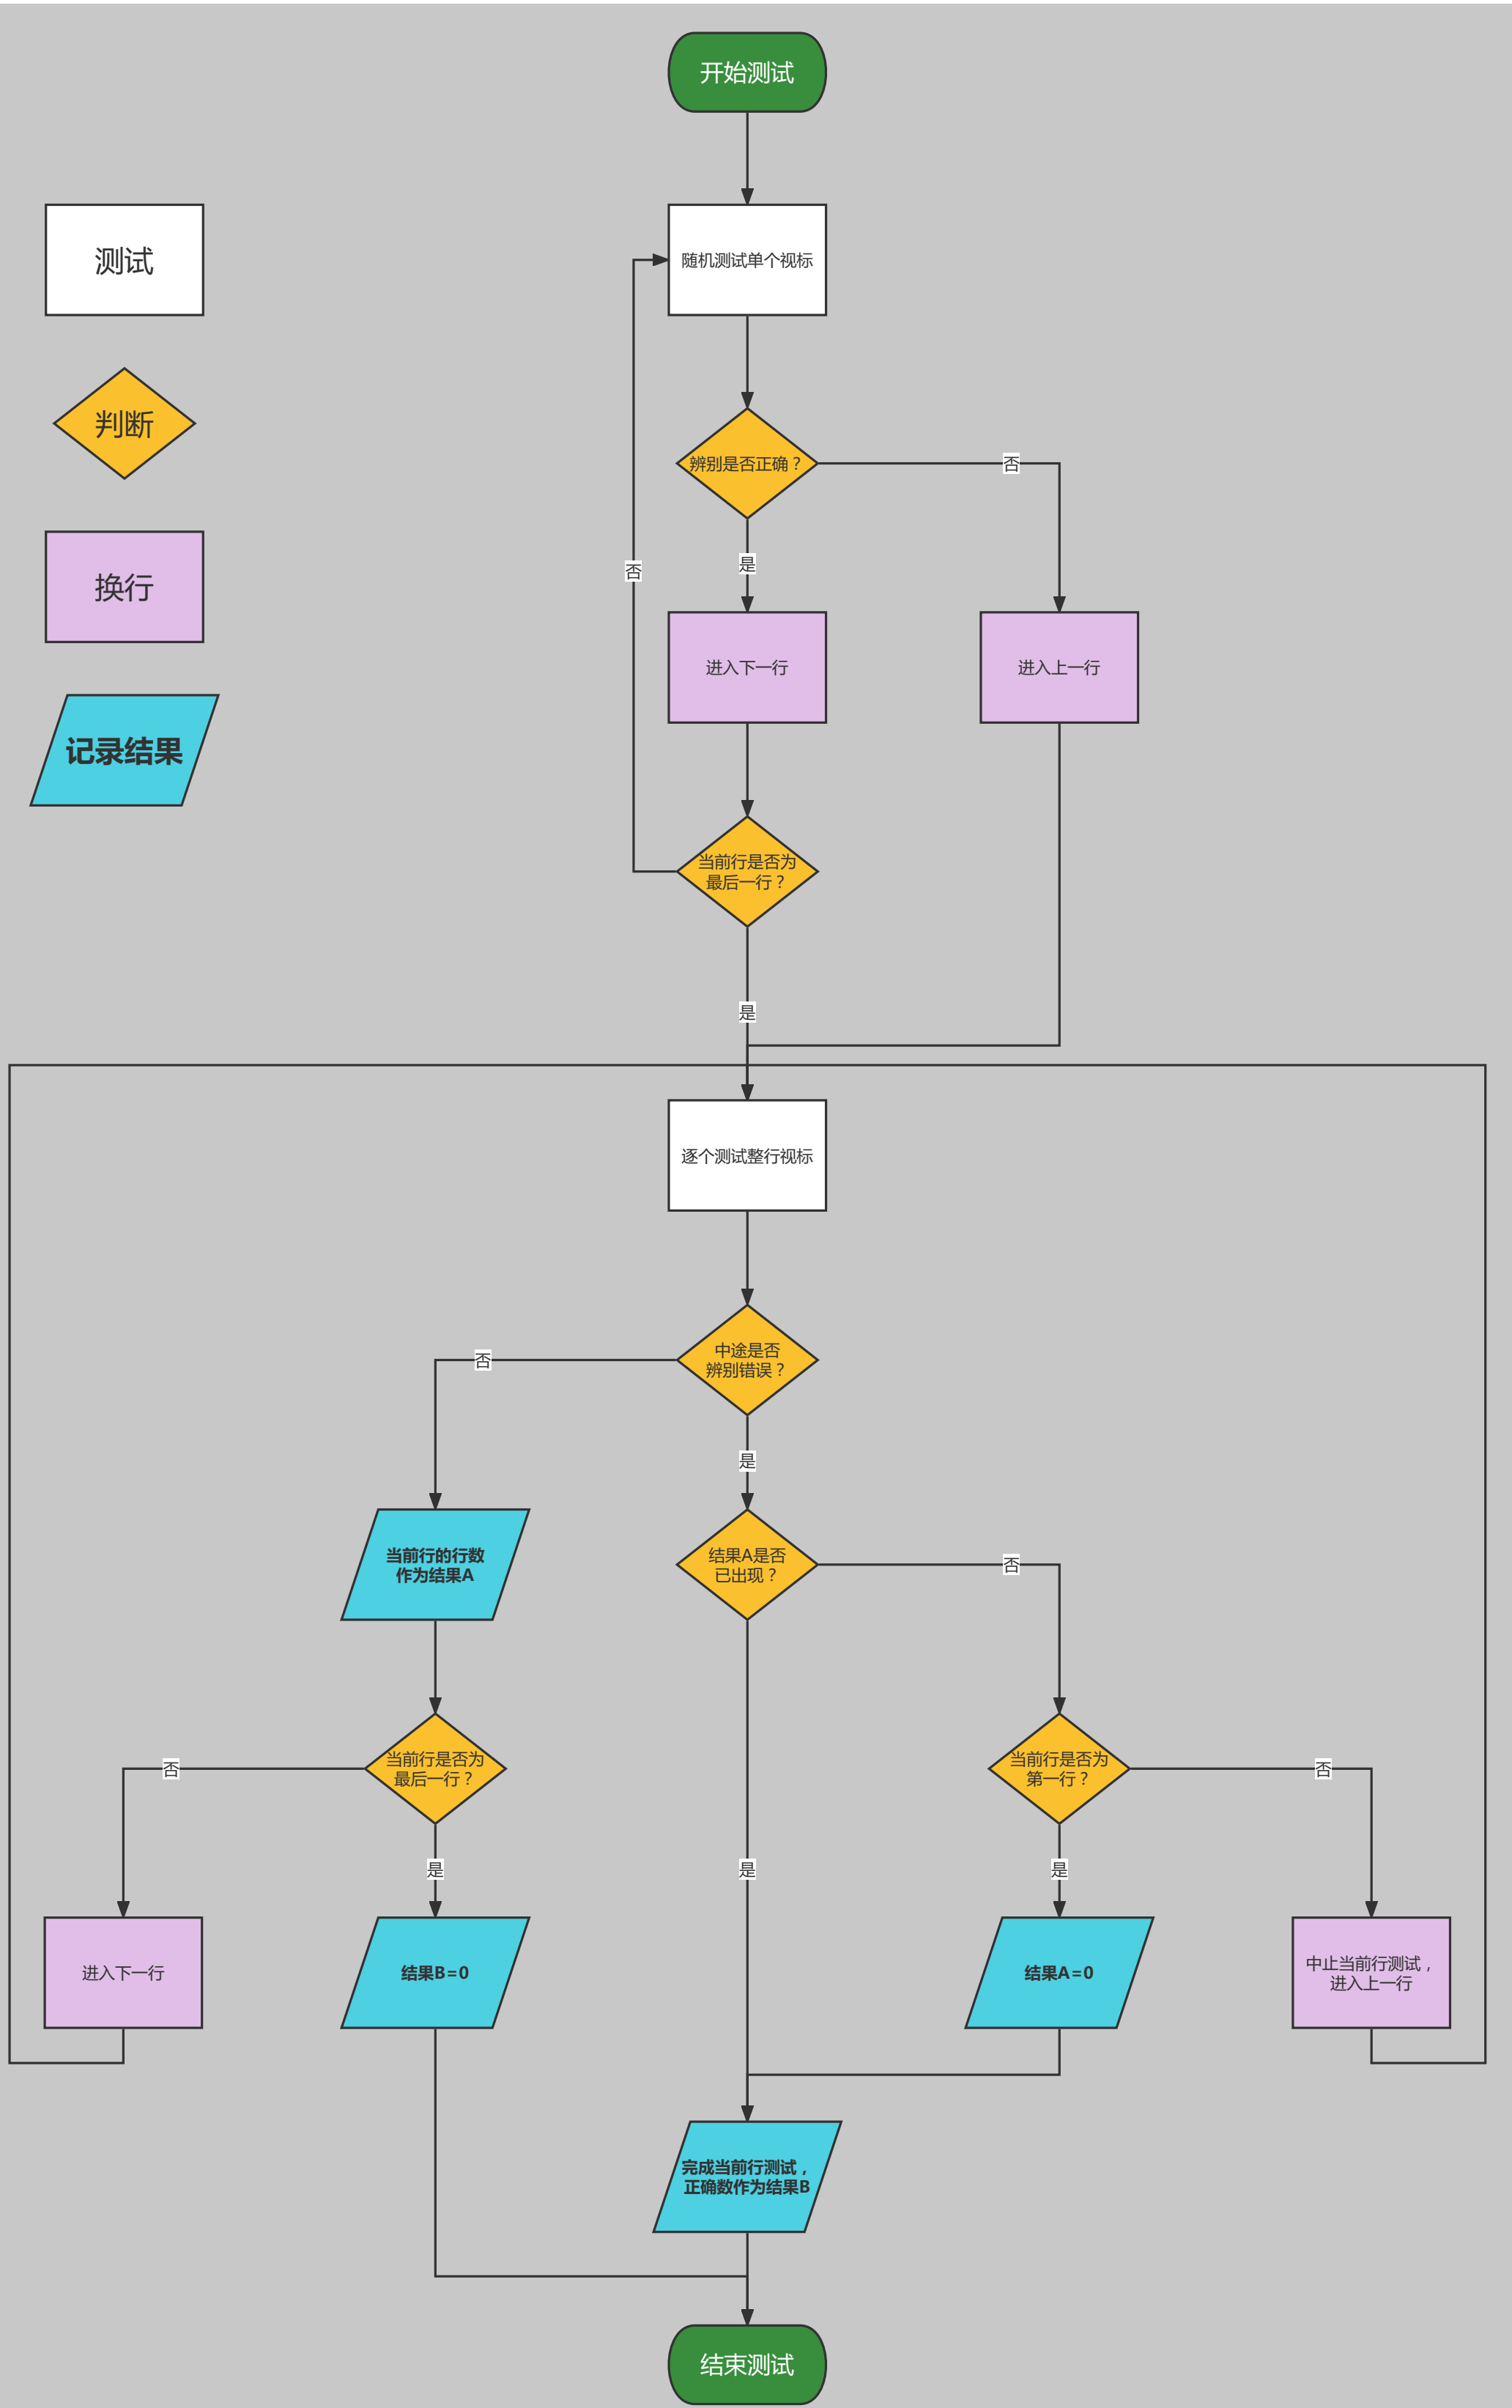 开始测试
测试
随机测试单个视标
判断
辨别是否正确？
否
是
否
换行
进入下一行
进入上一行
记录结果
当前行是否为
最后一行？
是
逐个测试整行视标
中途是否
辨别错误？
否
是
当前行的行数
作为结果A
结果A是否
已出现？
否
当前行是否为
最后一行？
否
当前行是否为
第一行？
否
是
是
是
进入下一行
结果B=0
结果A=0
中止当前行测试，
进入上一行
完成当前行测试，
正确数作为结果B
结束测试